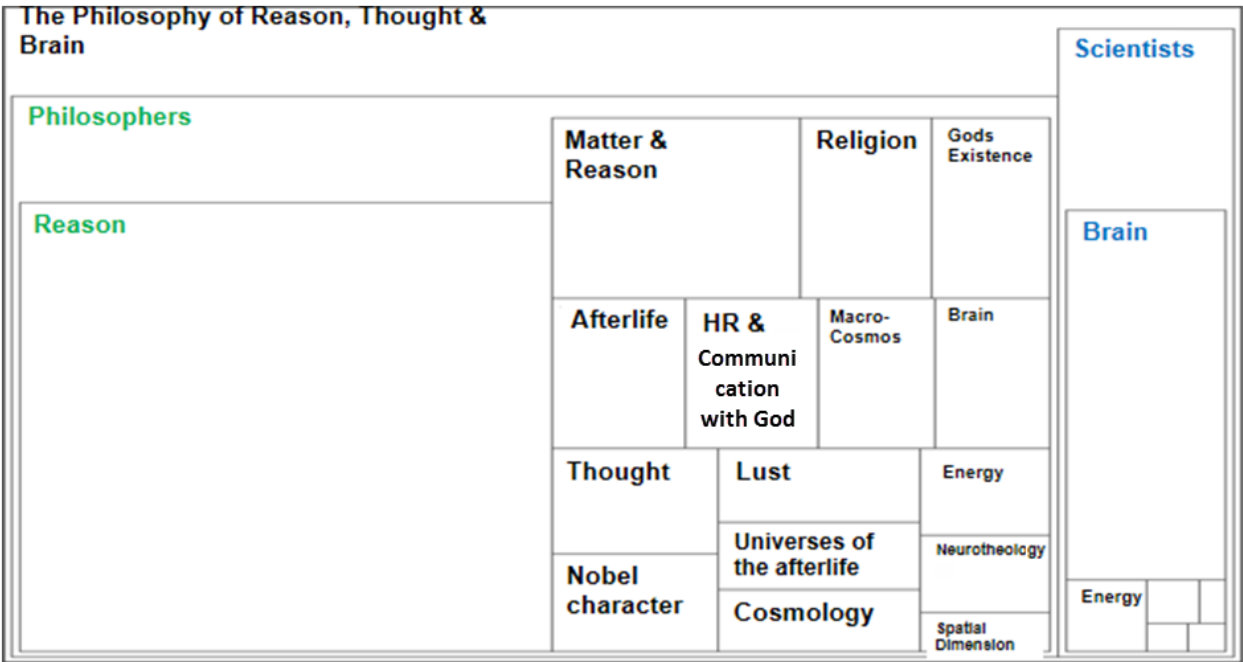 The Philosophy of Reason, Thought &
Brain
Scientists
Philosophers
Matter &
Reason
Religion
Gods
Existence
Reason
Brain
Afterlife
HR &
Communi
cation
with God
Macro-
Cosmos
Brain
Thought
Lust
Energy
Universes of
the afterlife
Neurotheology
Nobel
character
Cosmology
Energy
Spatial
Dimension